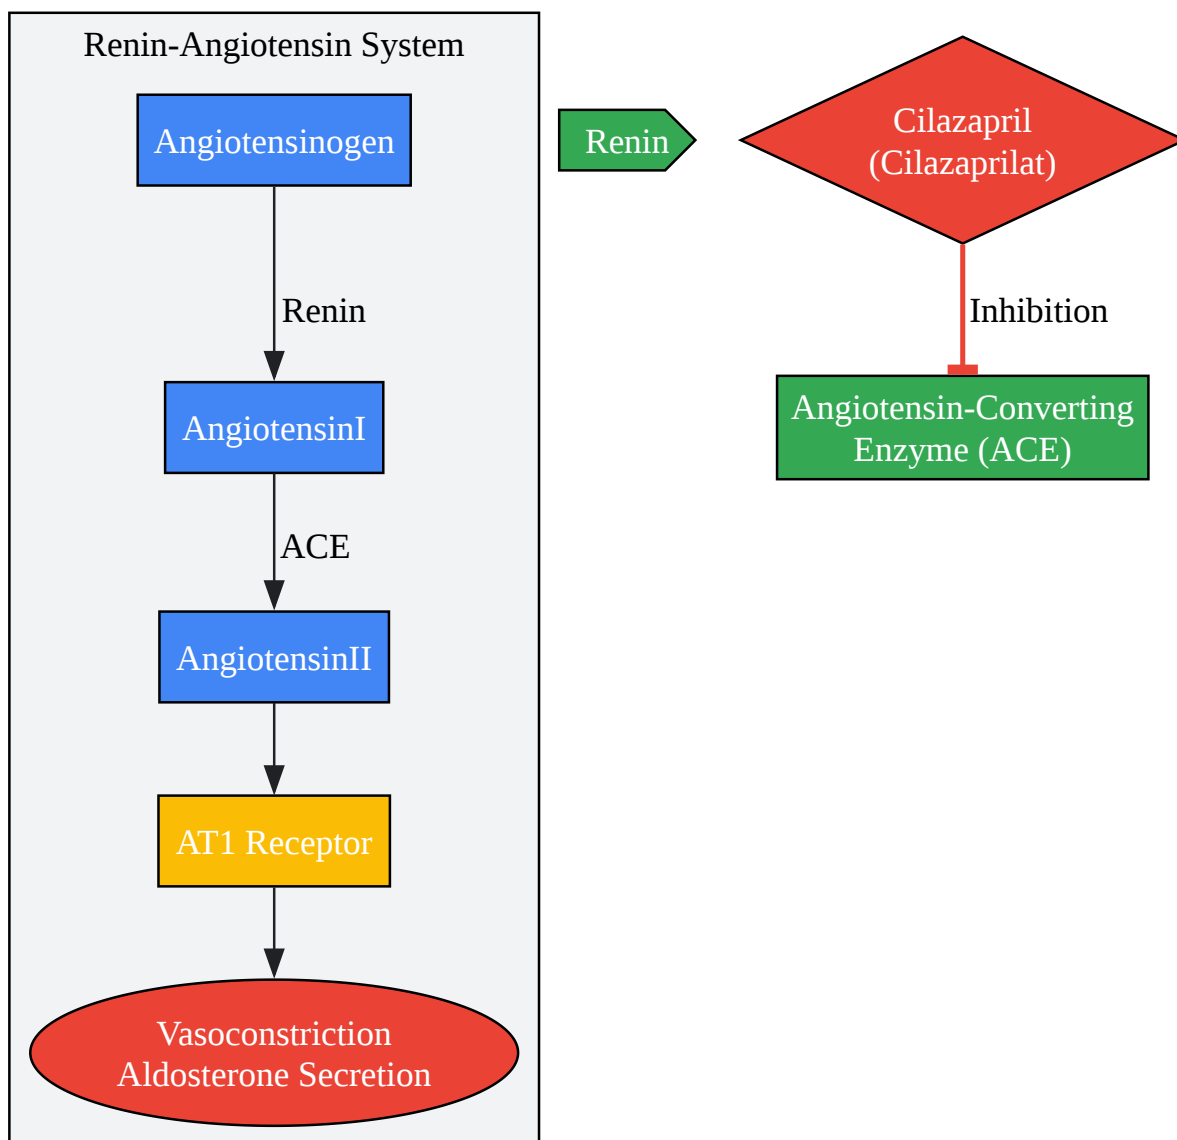 Renin-Angiotensin System
Angiotensinogen
Renin
AngiotensinI
ACE
AngiotensinII
AT1 Receptor
Vasoconstriction
Aldosterone Secretion
Renin
Cilazapril
(Cilazaprilat)
Inhibition
Angiotensin-Converting
Enzyme (ACE)